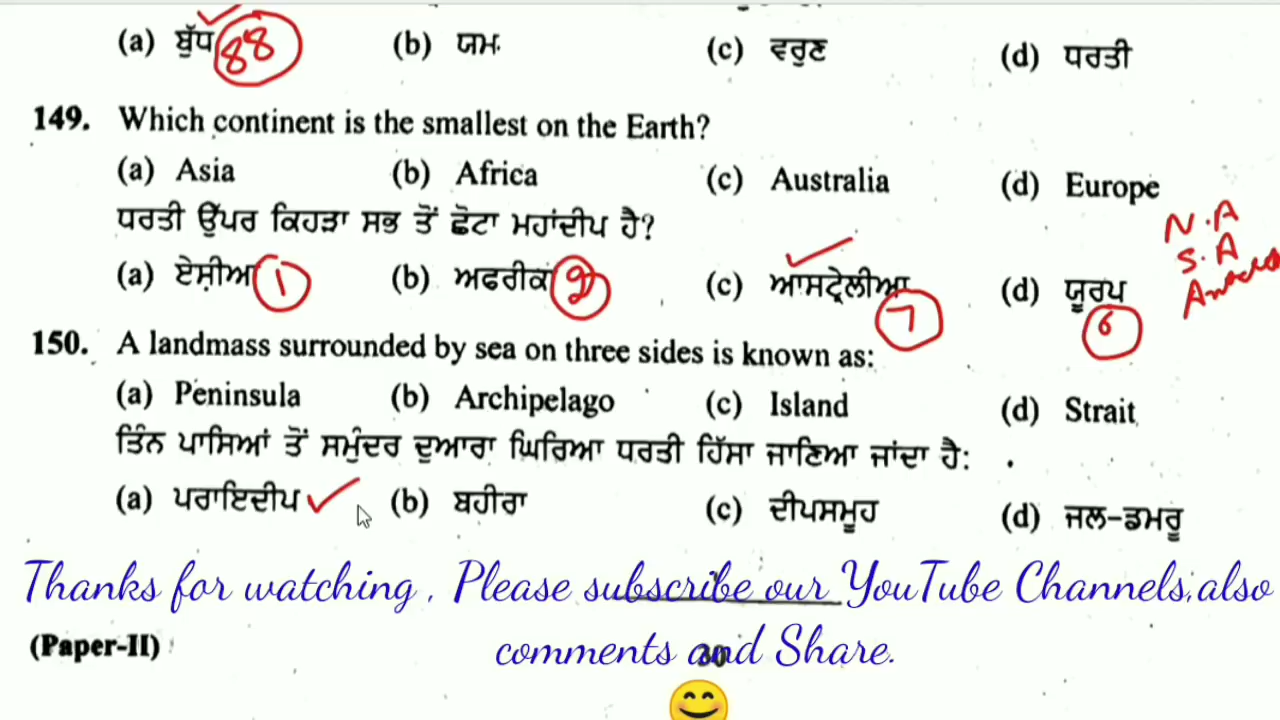 (a) ਬੁੱਧ 88 (b) ਯਮ (c) ਵਰੁਣ (d) ਧਰਤੀ
149. Which continent is the smallest on the Earth?
(a) Asia (b) Africa (c) Australia (d) Europe
N.A
ਧਰਤੀ ਉੱਪਰ ਕਿਹੜਾ ਸਭ ਤੋਂ ਛੋਟਾ ਮਹਾਂਦੀਪ ਹੈ?
S.A
(a) ਏਸ਼ੀਆ 1 (b) ਅਫਰੀਕਾ 2 (c) ਆਸਟ੍ਰੇਲੀਆ 7 (d) ਯੂਰਪ 6
150. A landmass surrounded by sea on three sides is known as:
(a) Peninsula (b) Archipelago (c) Island (d) Strait
ਤਿੰਨ ਪਾਸਿਆਂ ਤੋਂ ਸਮੁੰਦਰ ਦੁਆਰਾ ਘਿਰਿਆ ਧਰਤੀ ਹਿੱਸਾ ਜਾਣਿਆ ਜਾਂਦਾ ਹੈ:
(a) ਪਰਾਇਦੀਪ (b) ਬਹੀਰਾ (c) ਦੀਪਸਮੂਹ (d) ਜਲ-ਡਮਰੂ
Thanks for watching , Please subscribe our YouTube Channels,also
comments and Share.
(Paper-II) 30